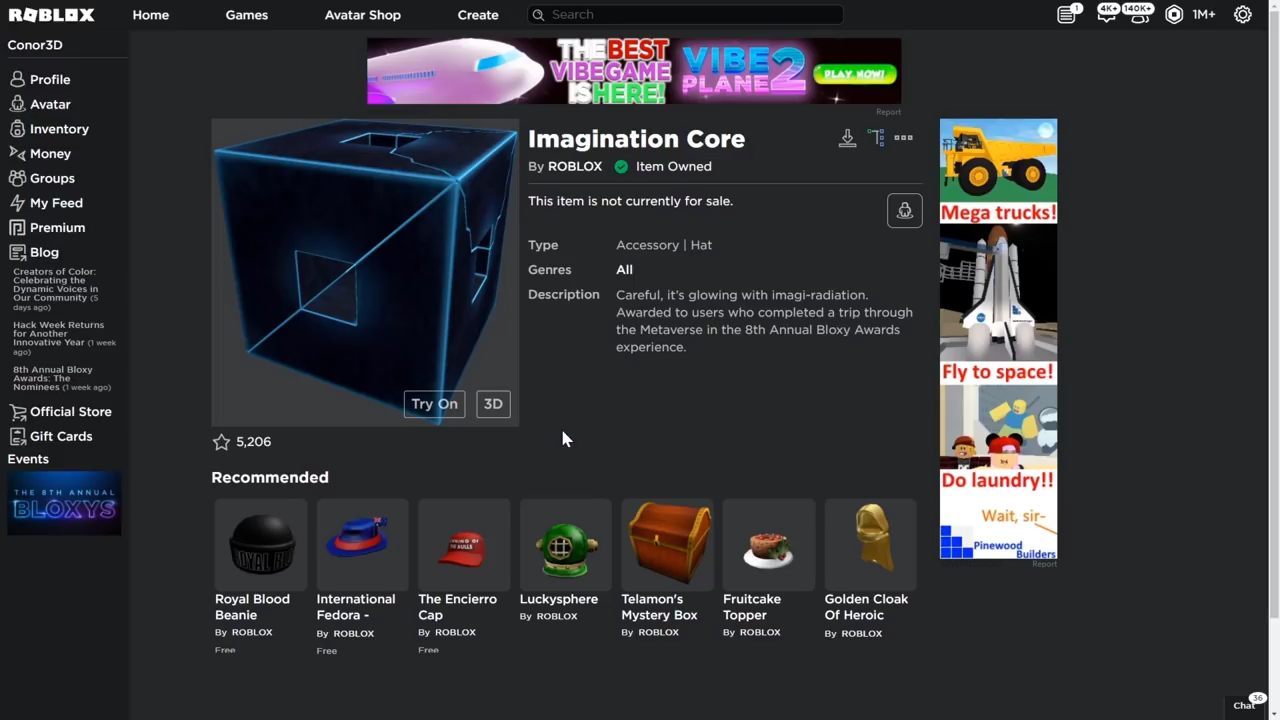 ROBLOX
Home
Games
Avatar Shop
Create
Search
1
4K+
140K+
1M+
Conor3D
Profile
Avatar
Inventory
Money
Groups
My Feed
Premium
Blog
Creators of Color:
Celebrating the
Dynamic Voices in
Our Community (5
days ago)
Hack Week Returns
for Another
Innovative Year (1 week
ago)
8th Annual Bloxy
Awards: The
Nominees (1 week ago)
Official Store
Gift Cards
Events
THE 8TH ANNUAL
BLOXYS
THE BEST
VIBEGAME
IS HERE!
VIBE
PLANE 2
PLAY NOW!
Report
Imagination Core
By ROBLOX
Item Owned
This item is not currently for sale.
Type
Accessory | Hat
Genres
All
Description
Careful, it's glowing with imagi-radiation.
Awarded to users who completed a trip through
the Metaverse in the 8th Annual Bloxy Awards
experience.
Try On
3D
5,206
Recommended
ROYAL BL
Royal Blood
Beanie
By ROBLOX
Free
International
Fedora -
By ROBLOX
Free
The Encierro
Cap
By ROBLOX
Free
Luckysphere
By ROBLOX
Telamon's
Mystery Box
By ROBLOX
Fruitcake
Topper
By ROBLOX
Golden Cloak
Of Heroic
By ROBLOX
Mega trucks!
Fly to space!
Do laundry!!
Wait, sir-
Pinewood
Builders
Report
Chat
36